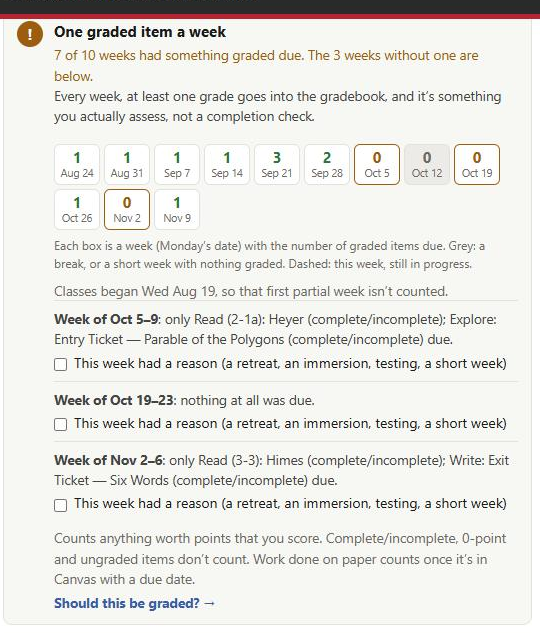 !
One graded item a week
7 of 10 weeks had something graded due. The 3 weeks without one are
below.
Every week, at least one grade goes into the gradebook, and it’s something
you actually assess, not a completion check.
1 1 1 1 3 2 0 0 0
Aug 24 Aug 31 Sep 7 Sep 14 Sep 21 Sep 28 Oct 5 Oct 12 Oct 19
1 0 1
Oct 26 Nov 2 Nov 9
Each box is a week (Monday’s date) with the number of graded items due. Grey: a
break, or a short week with nothing graded. Dashed: this week, still in progress.
Classes began Wed Aug 19, so that first partial week isn’t counted.
Week of Oct 5–9: only Read (2-1a): Heyer (complete/incomplete); Explore:
Entry Ticket — Parable of the Polygons (complete/incomplete) due.
This week had a reason (a retreat, an immersion, testing, a short week)
Week of Oct 19–23: nothing at all was due.
This week had a reason (a retreat, an immersion, testing, a short week)
Week of Nov 2–6: only Read (3-3): Himes (complete/incomplete); Write: Exit
Ticket — Six Words (complete/incomplete) due.
This week had a reason (a retreat, an immersion, testing, a short week)
Counts anything worth points that you score. Complete/incomplete, 0-point
and ungraded items don’t count. Work done on paper counts once it’s in
Canvas with a due date.
Should this be graded? →